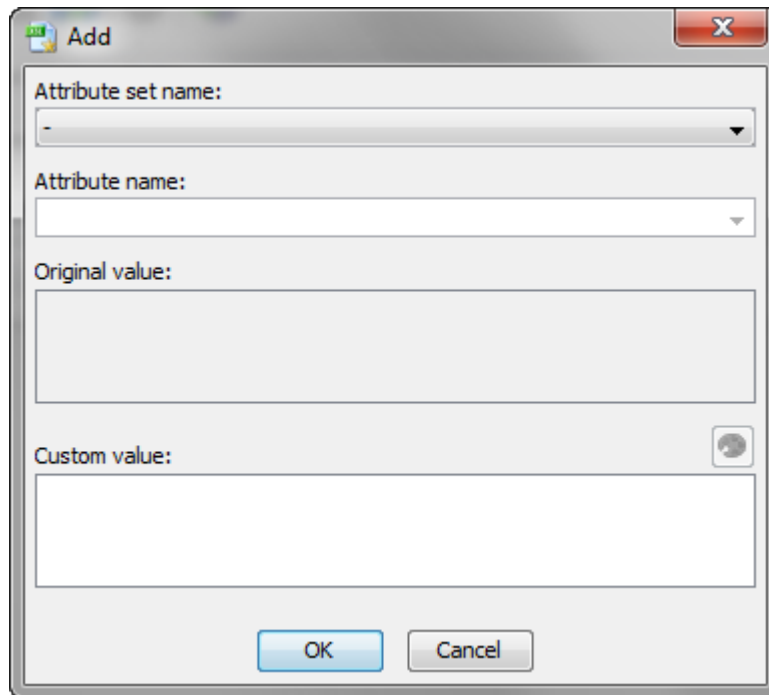 Add
Attribute set name:
-
Attribute name:
Original value:
Custom value:
OK Cancel